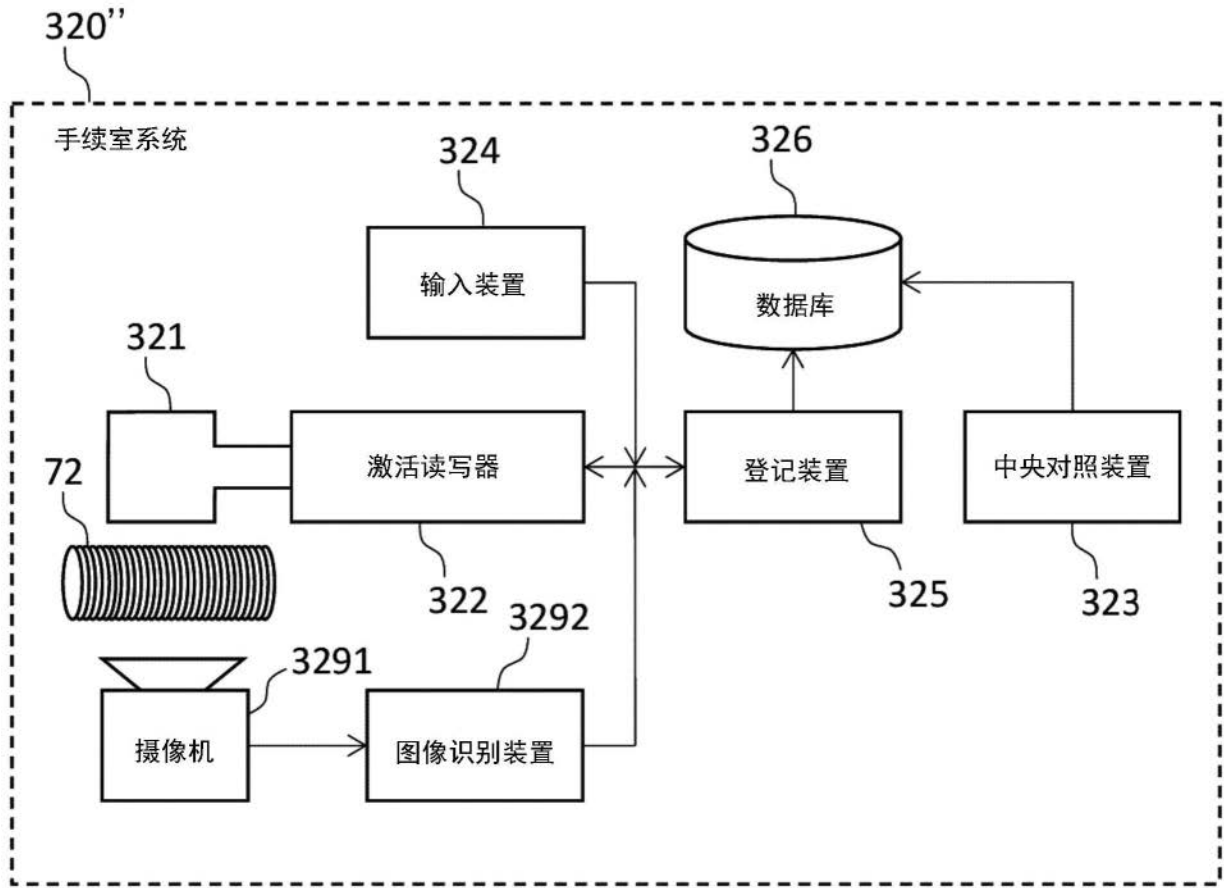 320’’
手续室系统
324
326
输入装置
数据库
321
激活读写器
登记装置
中央对照装置
72
322
325
323
3292
3291
摄像机
图像识别装置